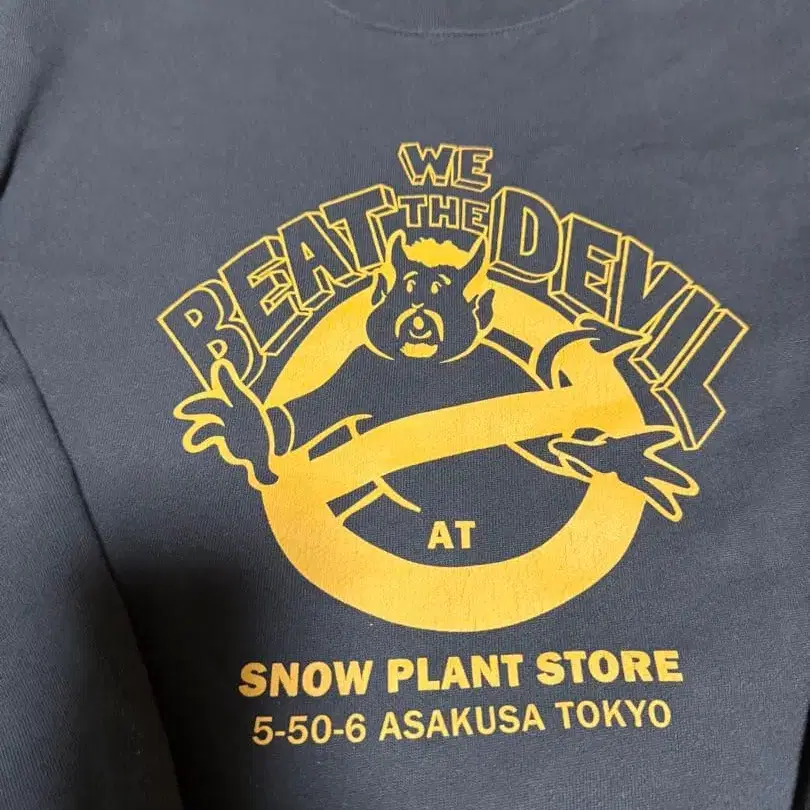 WE
BEAT THE DEVIL
AT
SNOW PLANT STORE
5-50-6 ASAKUSA TOKYO